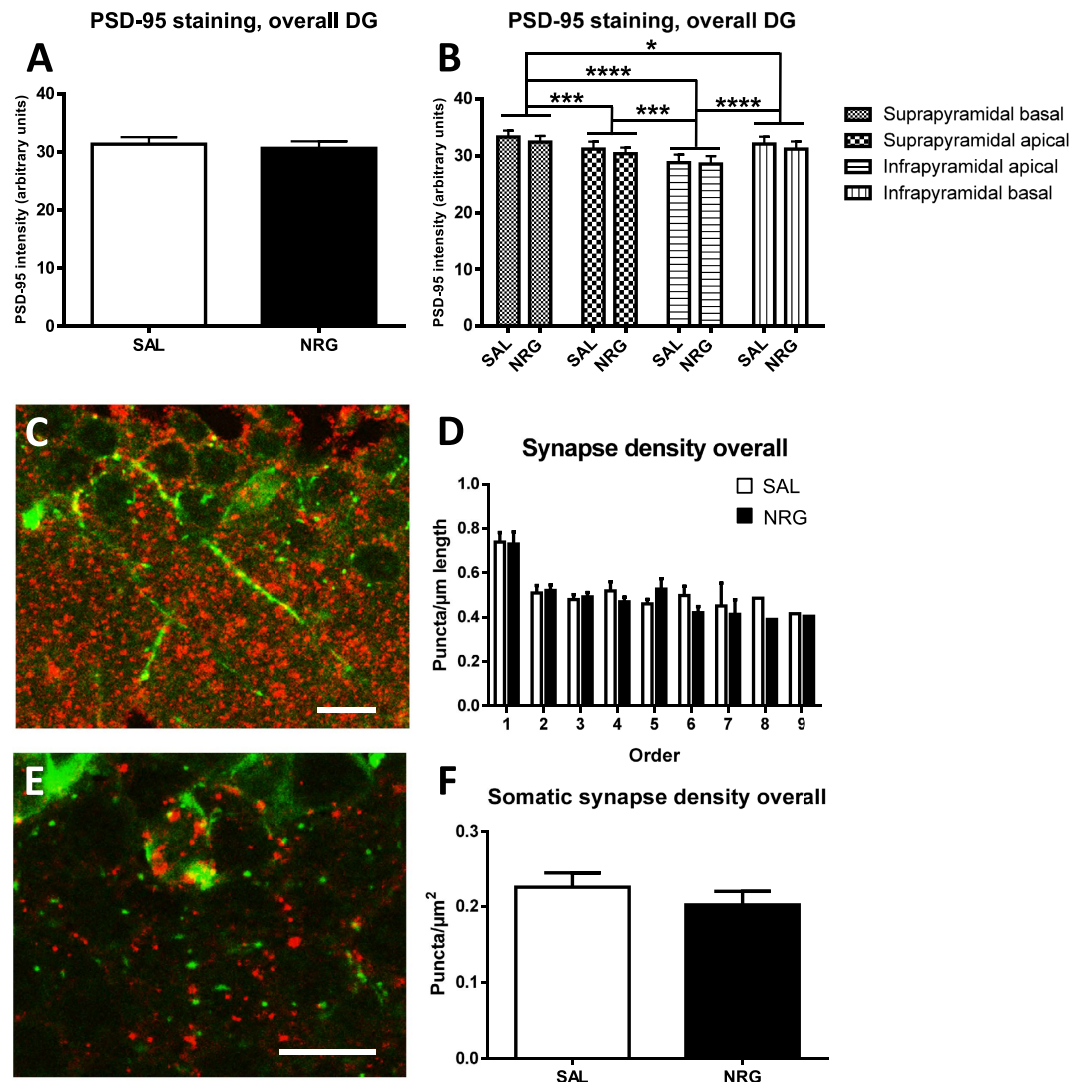 PSD-95 staining, overall DG
A
PSD-95 intensity (arbitrary units)
40
30
20
10
0
SAL
NRG
PSD-95 staining, overall DG
B
PSD-95 intensity (arbitrary units)
40
30
20
10
0
*
****
***
***
****
SAL
NRG
SAL
NRG
SAL
NRG
SAL
NRG
Suprapyramidal basal
Suprapyramidal apical
Infrapyramidal apical
Infrapyramidal basal
C
D
Synapse density overall
SAL
NRG
Puncta/µm length
1.0
0.8
0.6
0.4
0.2
0.0
1 2 3 4 5 6 7 8 9
Order
E
F
Somatic synapse density overall
Puncta/µm²
0.3
0.2
0.1
0.0
SAL
NRG